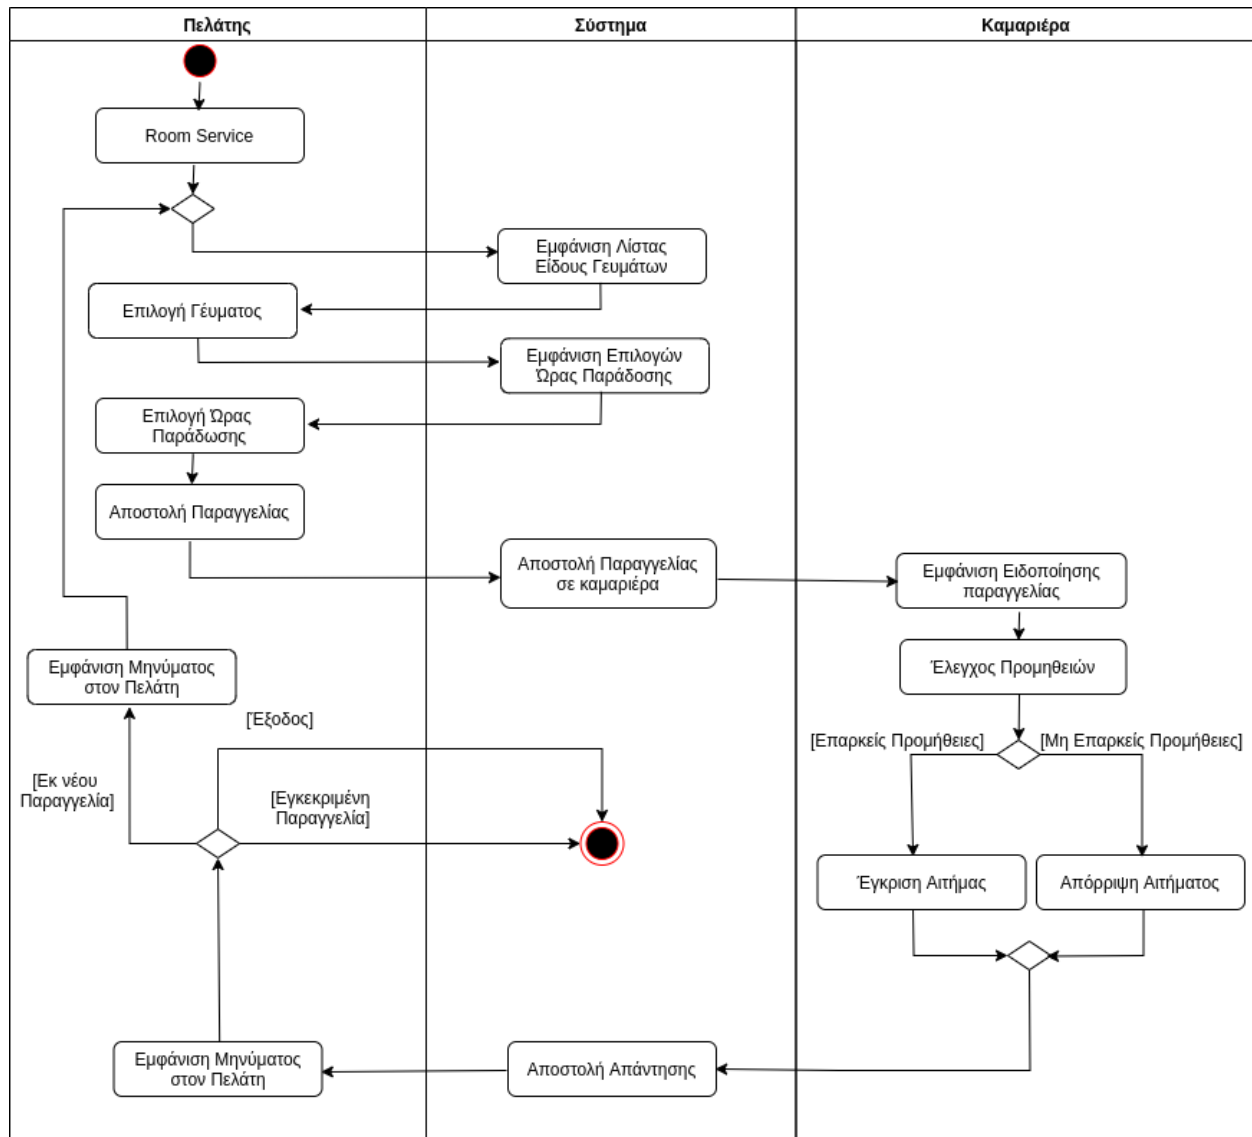 Πελάτης
Σύστημα
Καμαριέρα
Room Service
Εμφάνιση Λίστας
Είδους Γευμάτων
Επιλογή Γέυματος
Εμφάνιση Επιλογών
Ώρας Παράδοσης
Επιλογή Ώρας
Παράδωσης
Αποστολή Παραγγελίας
Αποστολή Παραγγελίας
σε καμαριέρα
Εμφάνιση Ειδοποίησης
παραγγελίας
Έλεγχος Προμηθειών
Εμφάνιση Μηνύματος
στον Πελάτη
[Έξοδος]
[Επαρκείς Προμήθειες]
[Μη Επαρκείς Προμήθειες]
[Εκ νέου
Παραγγελία]
[Εγκεκριμένη
Παραγγελία]
Έγκριση Αιτήμας
Απόρριψη Αιτήματος
Εμφάνιση Μηνύματος
στον Πελάτη
Αποστολή Απάντησης